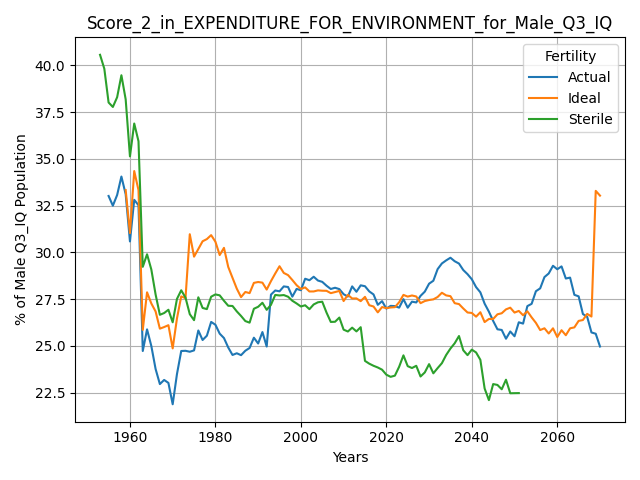 Score_2_in_EXPENDITURE_FOR_ENVIRONMENT_for_Male_Q3_IQ
Fertility
Actual
Ideal
Sterile
% of Male Q3_IQ Population
40.0
37.5
35.0
32.5
30.0
27.5
25.0
22.5
1960 1980 2000 2020 2040 2060
Years